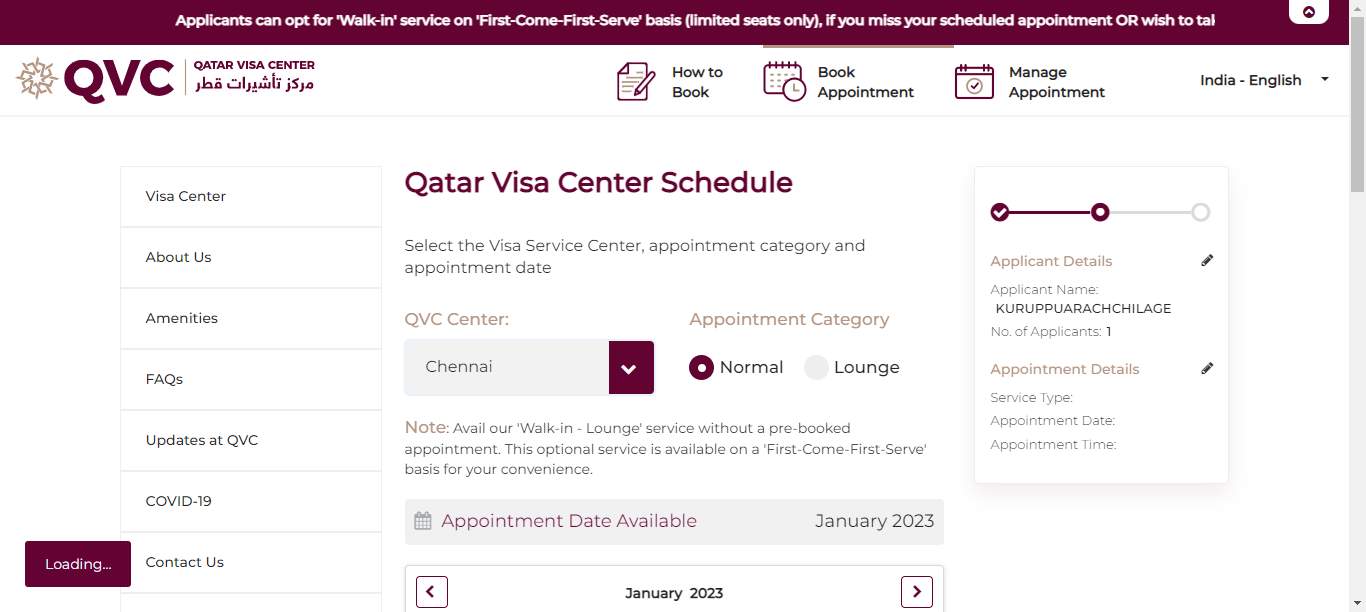 Applicants can opt for 'Walk-in' service on 'First-Come-First-Serve' basis (limited seats only), if you miss your scheduled appointment OR wish to tak
QVC
QATAR VISA CENTER
مركز تأشيرات قطر
How to
Book
Book
Appointment
Manage
Appointment
India - English
Visa Center
About Us
Amenities
FAQs
Updates at QVC
COVID-19
Contact Us
Loading...
Qatar Visa Center Schedule
Select the Visa Service Center, appointment category and
appointment date
QVC Center:
Appointment Category
Chennai
Normal
Lounge
Note: Avail our 'Walk-in - Lounge' service without a pre-booked
appointment. This optional service is available on a 'First-Come-First-Serve'
basis for your convenience.
Appointment Date Available
January 2023
January 2023
Applicant Details
Applicant Name:
KURUPPUARACHCHILAGE
No. of Applicants: 1
Appointment Details
Service Type:
Appointment Date:
Appointment Time: